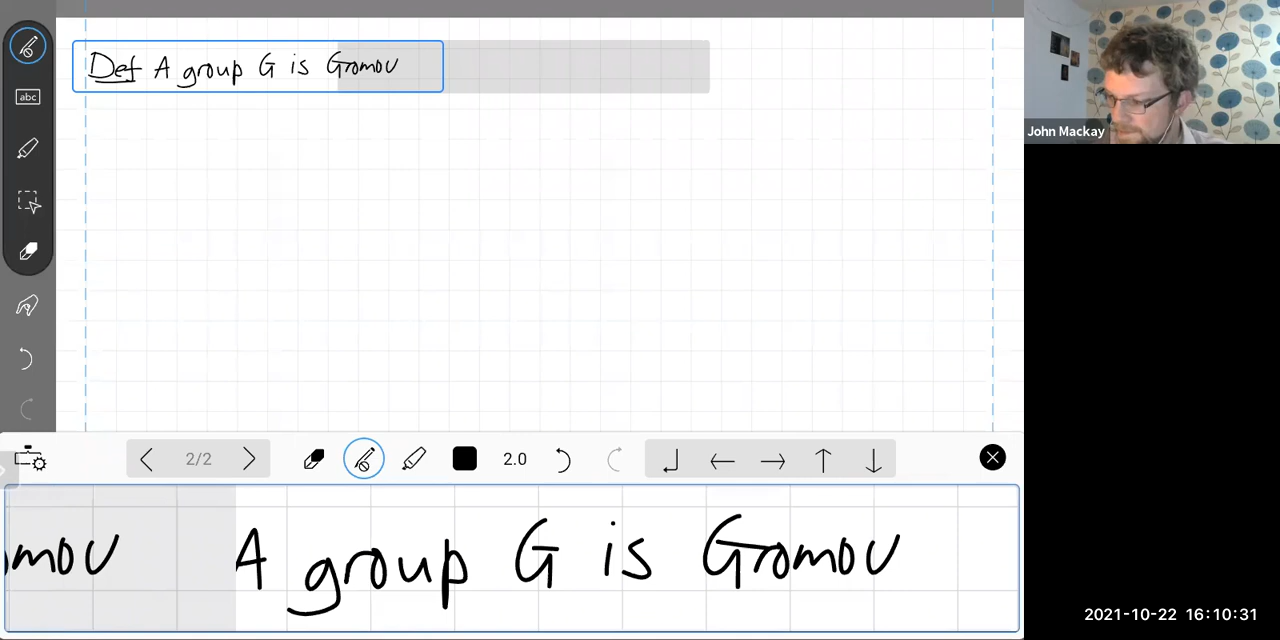 Def A group G is Gromov
abc
John Mackay
2/2
2.0
omov A group G is Gromov
2021-10-22 16:10:31